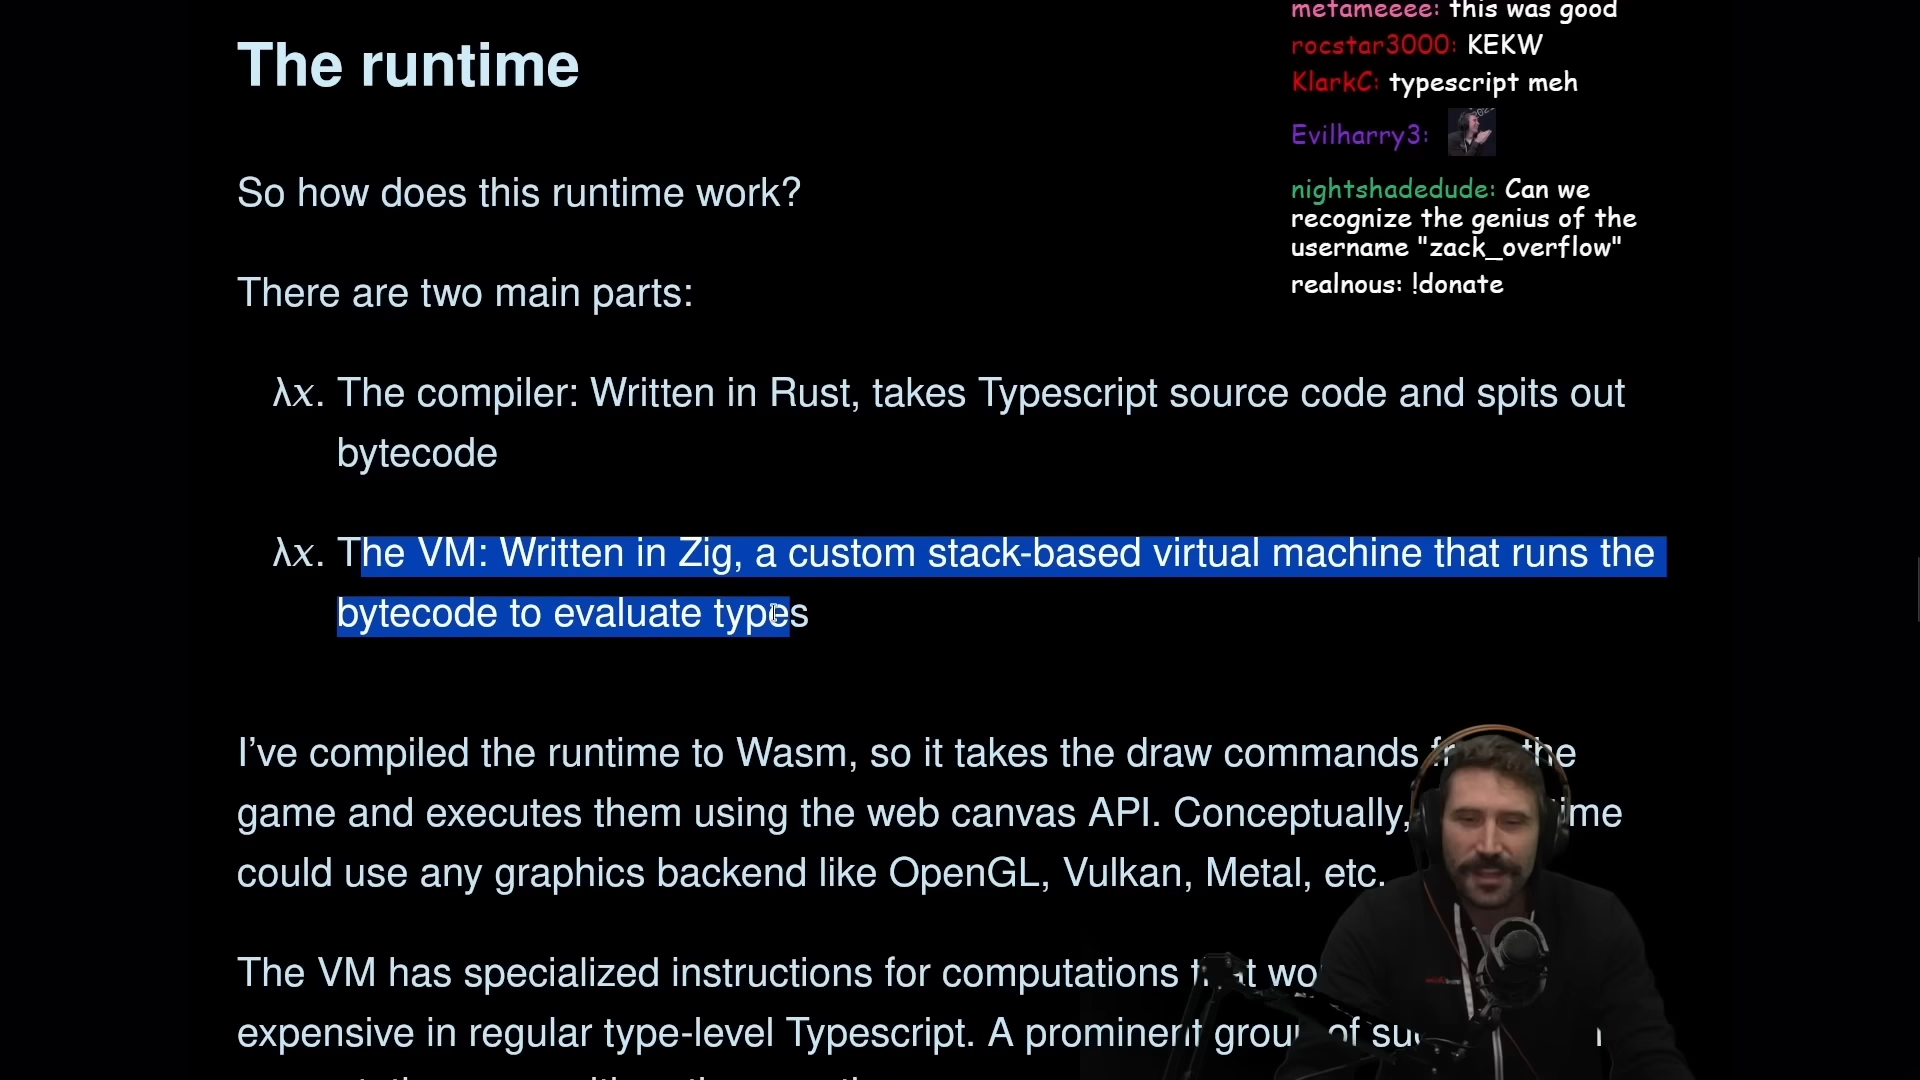 The runtime
So how does this runtime work?
There are two main parts:
λx. The compiler: Written in Rust, takes Typescript source code and spits out
bytecode
λx. The VM: Written in Zig, a custom stack-based virtual machine that runs the
bytecode to evaluate types
I’ve compiled the runtime to Wasm, so it takes the draw commands the
game and executes them using the web canvas API. Conceptually,
could use any graphics backend like OpenGL, Vulkan, Metal, etc.
The VM has specialized instructions for computations
expensive in regular type-level Typescript. A prominent of
metameeee: this was good
rocstar3000: KEKW
KlarkC: typescript meh
Evilharry3:
nightshadedude: Can we
recognize the genius of the
username "zack_overflow"
realnous: !donate